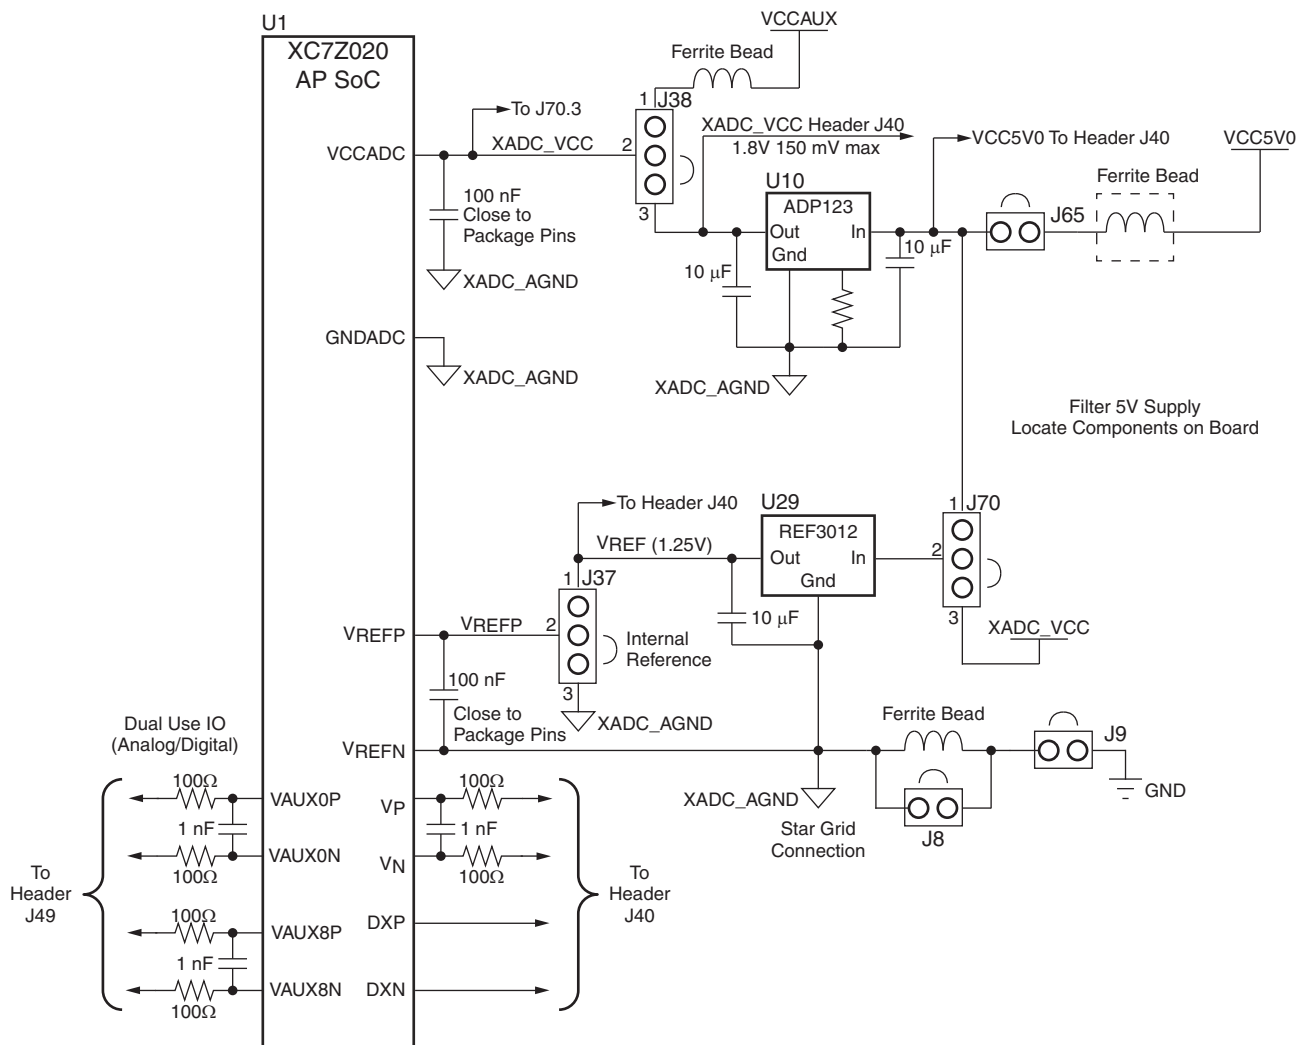 U1
XC7Z020
AP SoC
VCCAUX
Ferrite Bead
1 J38
To J70.3
XADC_VCC
2
3
VCCADC
100 nF
Close to
Package Pins
XADC_AGND
GNDADC
XADC_AGND
XADC_VCC Header J40
1.8V 150 mV max
U10
ADP123
Out
In
Gnd
10 µF
10 µF
XADC_AGND
VCC5V0 To Header J40
VCC5V0
Ferrite Bead
J65
Filter 5V Supply
Locate Components on Board
To Header J40
VREF (1.25V)
U29
REF3012
Out
In
Gnd
10 µF
1 J70
2
3
XADC_VCC
1 J37
2
3
Internal
Reference
XADC_AGND
VREFP
VREFP
100 nF
Close to
Package Pins
VREFN
XADC_AGND
Star Grid
Connection
Ferrite Bead
J8
J9
GND
Dual Use IO
(Analog/Digital)
100Ω
VAUX0P
1 nF
VAUX0N
100Ω
100Ω
VAUX8P
1 nF
VAUX8N
100Ω
To
Header
J49
VP
100Ω
1 nF
VN
100Ω
DXP
DXN
To
Header
J40